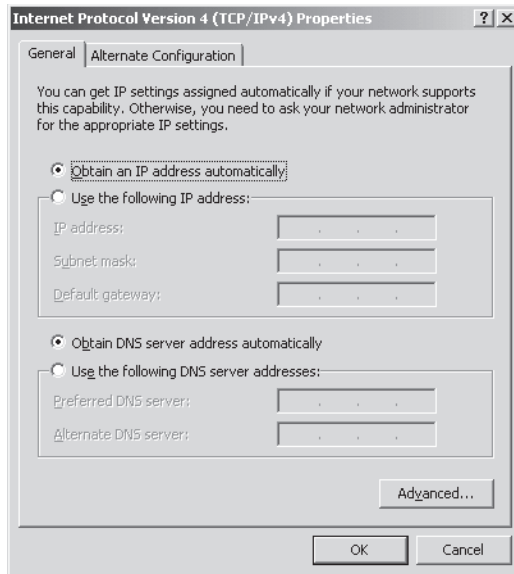 Internet Protocol Version 4 (TCP/IPv4) Properties ? X
General Alternate Configuration
You can get IP settings assigned automatically if your network supports
this capability. Otherwise, you need to ask your network administrator
for the appropriate IP settings.
Obtain an IP address automatically
Use the following IP address:
IP address:
Subnet mask:
Default gateway:
Obtain DNS server address automatically
Use the following DNS server addresses:
Preferred DNS server:
Alternate DNS server:
Advanced...
OK Cancel